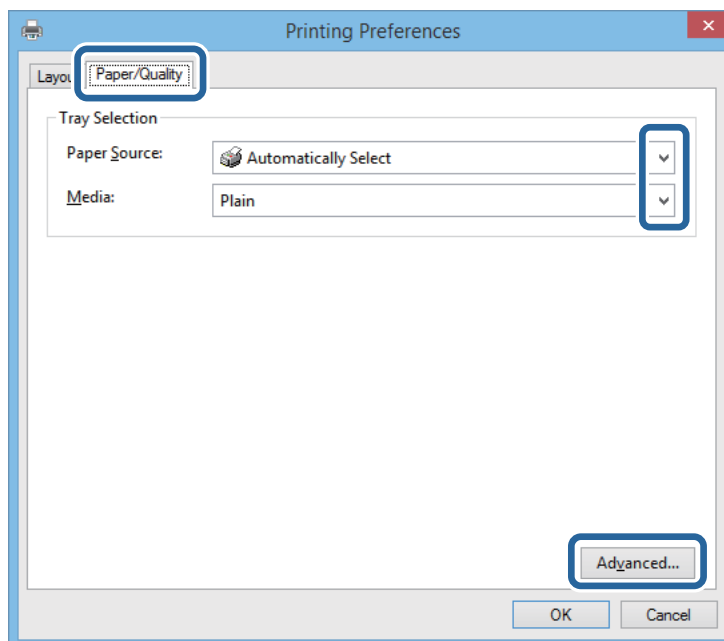 Printing Preferences
Layou
Paper/Quality
Tray Selection
Paper Source: Automatically Select
Media: Plain
Advanced...
OK Cancel